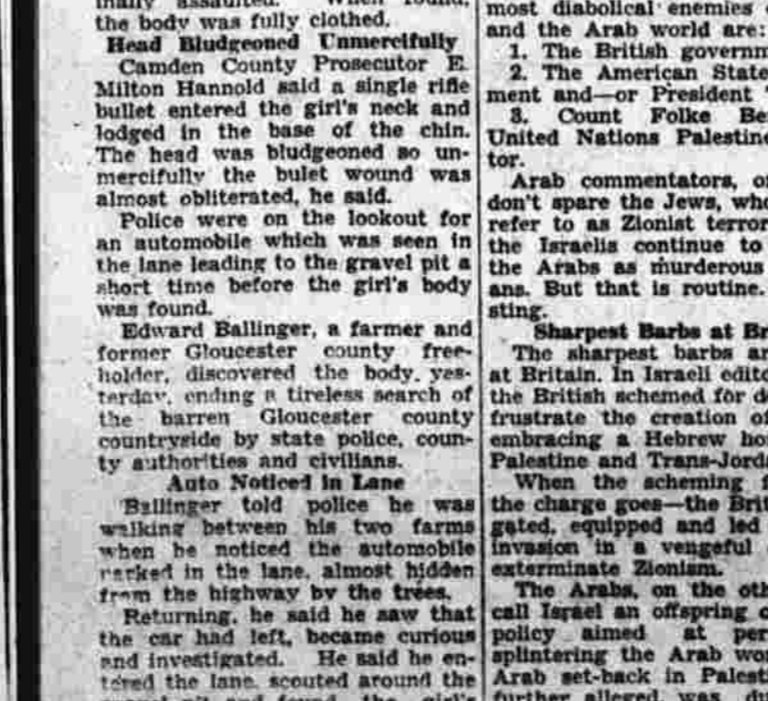 the body was fully clothed.
Head Bludgeoned Unmercifully
Camden County Prosecutor E.
Milton Hannold said a single rifle
bullet entered the girl's neck and
lodged in the base of the chin.
The head was bludgeoned so un-
mercifully the bulet wound was
almost obliterated, he said.
Police were on the lookout for
an automobile which was seen in
the lane leading to the gravel pit a
short time before the girl's body
was found.
Edward Ballinger, a farmer and
former Gloucester county free-
holder, discovered the body, yes-
terday, ending a tireless search of
the barren Gloucester county
countryside by state police, coun-
ty authorities and civilians.
Auto Noticed in Lane
Ballinger told police he was
walking between his two farms
when he noticed the automobile
parked in the lane, almost hidden
from the highway by the trees.
Returning, he said he saw that
the car had left, became curious
and investigated. He said he en-
tered the lane, scouted around the
most diabolical enemies
and the Arab world are:
1. The British governm
2. The American State
ment and—or President
3. Count Folke Be
United Nations Palestine
tor.
Arab commentators, o
don't spare the Jews, who
refer to as Zionist terror
the Israelis continue to
the Arabs as murderous
ans. But that is routine.
sting.
Sharpest Barbs at Br
The sharpest barbs ar
at Britain. In Israeli edito
the British schemed for d
frustrate the creation of
embracing a Hebrew ho
Palestine and Trans-Jord
When the scheming f
the charge goes—the Brit
gated, equipped and led
invasion in a vengeful
exterminate Zionism.
The Arabs, on the oth
call Israel an offspring o
policy aimed at per
splintering the Arab wo
Arab set-back in Palesti
further alleged, was du